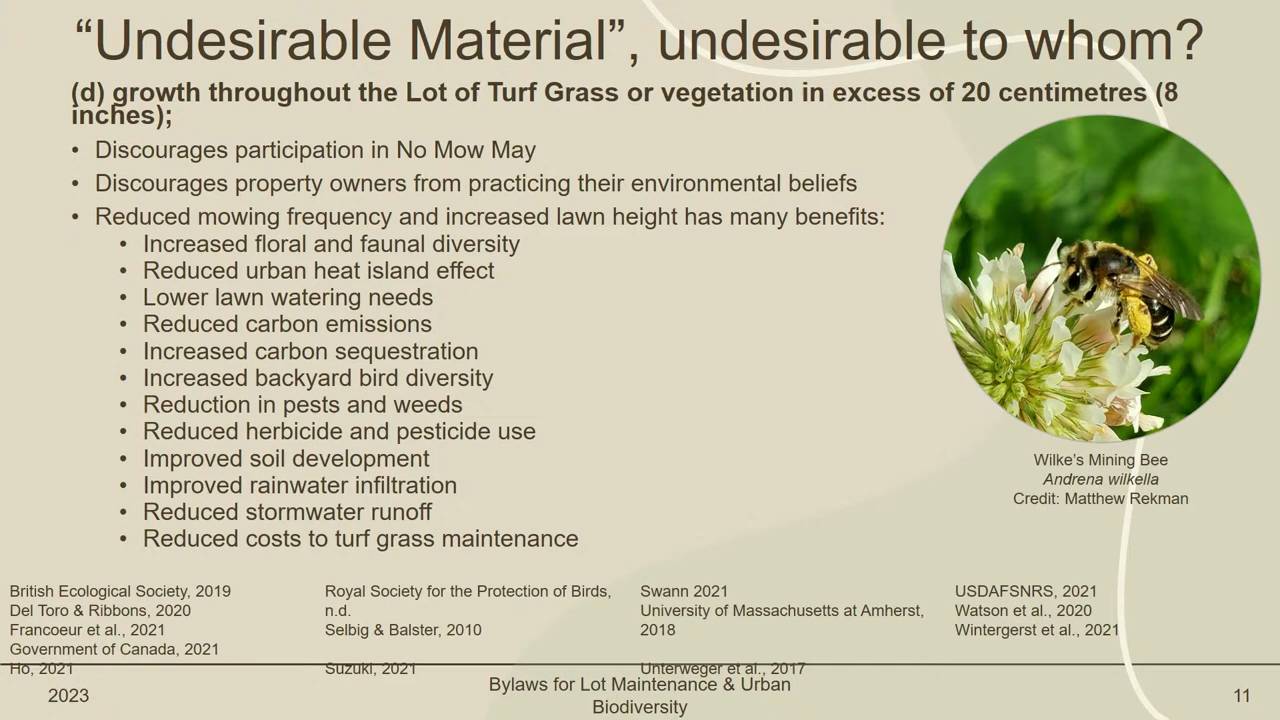 “Undesirable Material”, undesirable to whom?
(d) growth throughout the Lot of Turf Grass or vegetation in excess of 20 centimetres (8
inches);
• Discourages participation in No Mow May
• Discourages property owners from practicing their environmental beliefs
• Reduced mowing frequency and increased lawn height has many benefits:
• Increased floral and faunal diversity
• Reduced urban heat island effect
• Lower lawn watering needs
• Reduced carbon emissions
• Increased carbon sequestration
• Increased backyard bird diversity
• Reduction in pests and weeds
• Reduced herbicide and pesticide use
• Improved soil development
• Improved rainwater infiltration
• Reduced stormwater runoff
• Reduced costs to turf grass maintenance
Wilke’s Mining Bee
Andrena wilkella
Credit: Matthew Rekman
British Ecological Society, 2019
Del Toro & Ribbons, 2020
Francoeur et al., 2021
Government of Canada, 2021
Ho, 2021
Royal Society for the Protection of Birds,
n.d.
Selbig & Balster, 2010
Suzuki, 2021
Swann 2021
University of Massachusetts at Amherst,
2018
Unterweger et al., 2017
USDAFSNRS, 2021
Watson et al., 2020
Wintergerst et al., 2021
2023
Bylaws for Lot Maintenance & Urban
Biodiversity
11